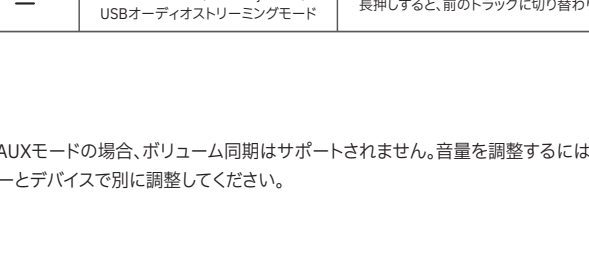 USBオーディオストリーミングモード
長押しすると、前のトラックに切り替わり
AUXモードの場合、ボリューム同期はサポートされません。音量を調整するには
ーとデバイスで別に調整してください。